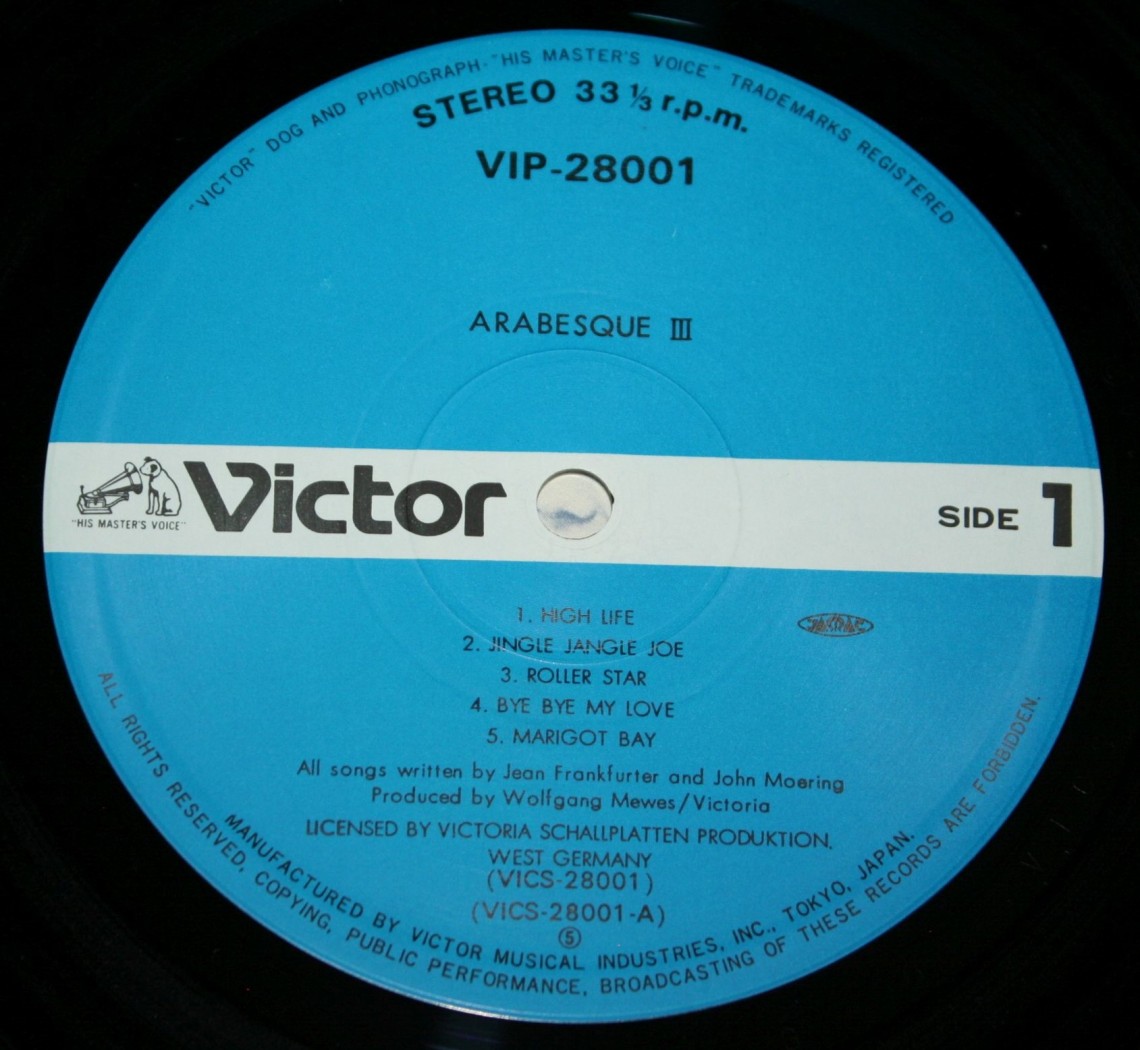 "VICTOR" DOG AND PHONOGRAPH-"HIS MASTER'S VOICE" TRADEMARKS REGISTERED
STEREO 33 ⅓ r.p.m.
VIP-28001
ARABESQUE III
"HIS MASTER'S VOICE"
Victor
SIDE 1
1. HIGH LIFE
JASRAC
2. JINGLE JANGLE JOE
3. ROLLER STAR
4. BYE BYE MY LOVE
5. MARIGOT BAY
All songs written by Jean Frankfurter and John Moering
Produced by Wolfgang Mewes/Victoria
LICENSED BY VICTORIA SCHALLPLATTEN PRODUKTION.
WEST GERMANY
(VICS-28001)
(VICS-28001-A)
⑤
MANUFACTURED BY VICTOR MUSICAL INDUSTRIES, INC., TOKYO, JAPAN.
ALL RIGHTS RESERVED, COPYING, PUBLIC PERFORMANCE, BROADCASTING OF THESE RECORDS ARE FORBIDDEN.